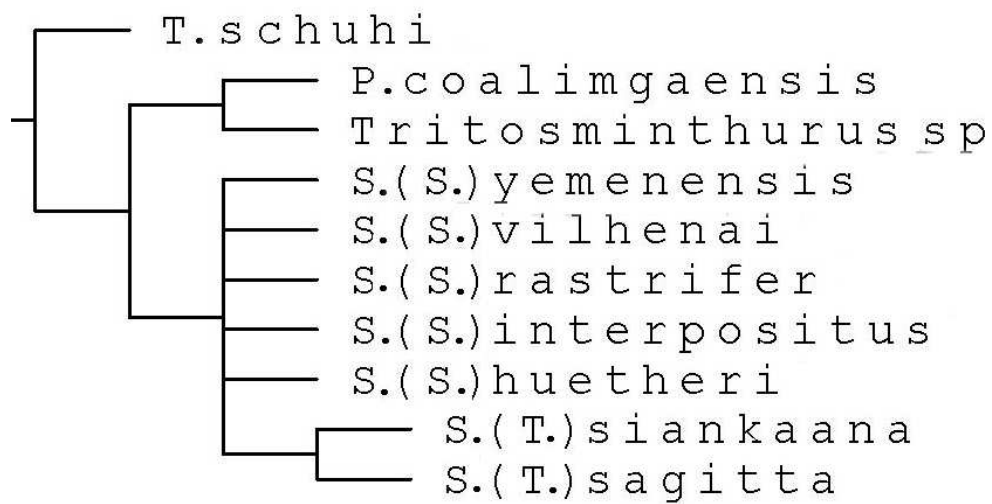 T.schuhi
P.coalimgaensis
Tritosminthurus sp
S.(S.)yemenensis
S.(S.)vilhenai
S.(S.)rastrifer
S.(S.)interpositus
S.(S.)huetheri
S.(T.)siankaana
S.(T.)sagitta